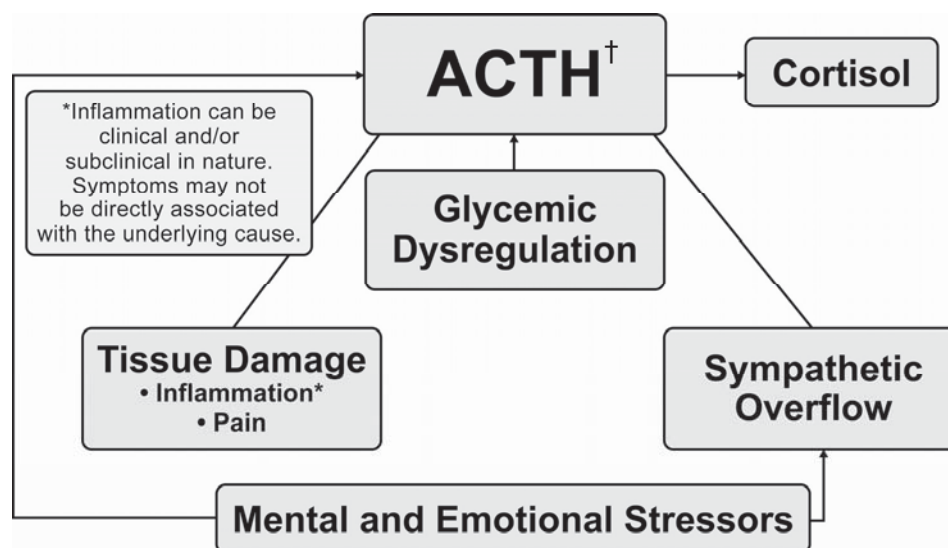 ACTH†
Cortisol
*Inflammation can be
clinical and/or
subclinical in nature.
Symptoms may not
be directly associated
with the underlying cause.
Glycemic
Dysregulation
Tissue Damage
• Inflammation*
• Pain
Sympathetic
Overflow
Mental and Emotional Stressors